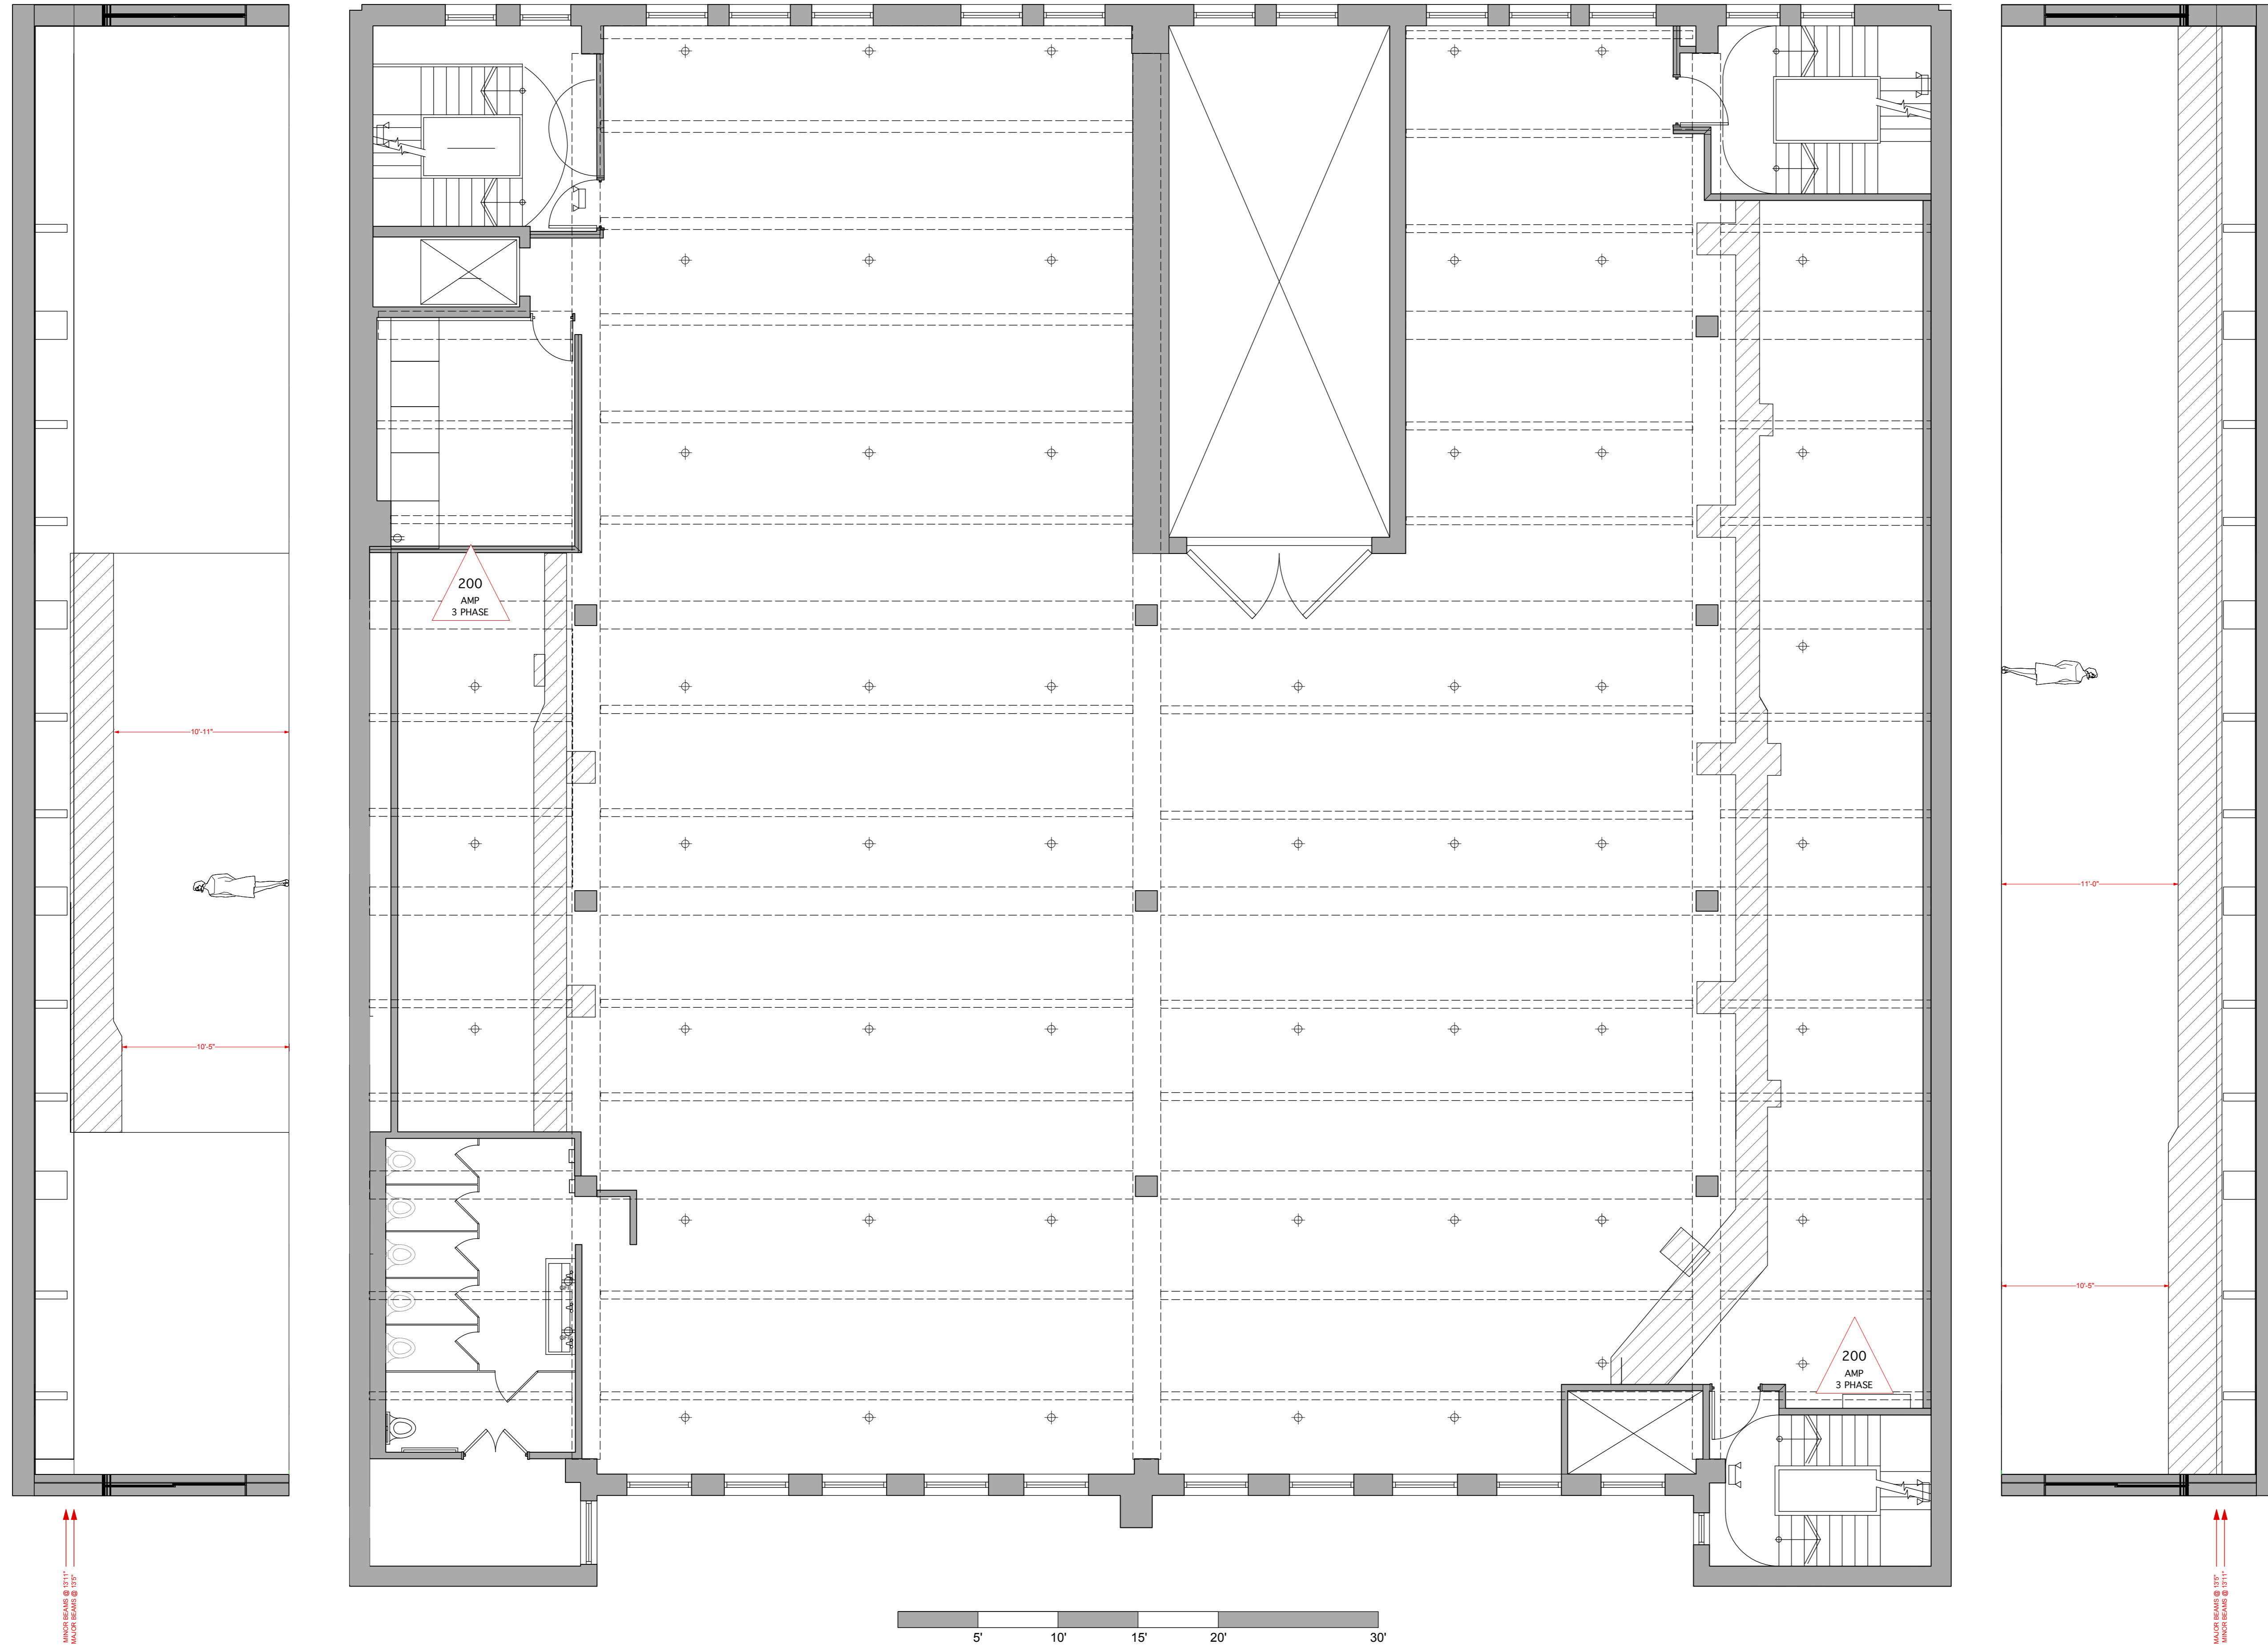 200
AMP
3 PHASE
10'-11"
11'-0"
10'-5"
10'-5"
200
AMP
3 PHASE
MINOR BEAMS @ 13'11"
MAJOR BEAMS @ 13'5"
MAJOR BEAMS @ 13'5"
MINOR BEAMS @ 13'11"
5' 10' 15' 20' 30'